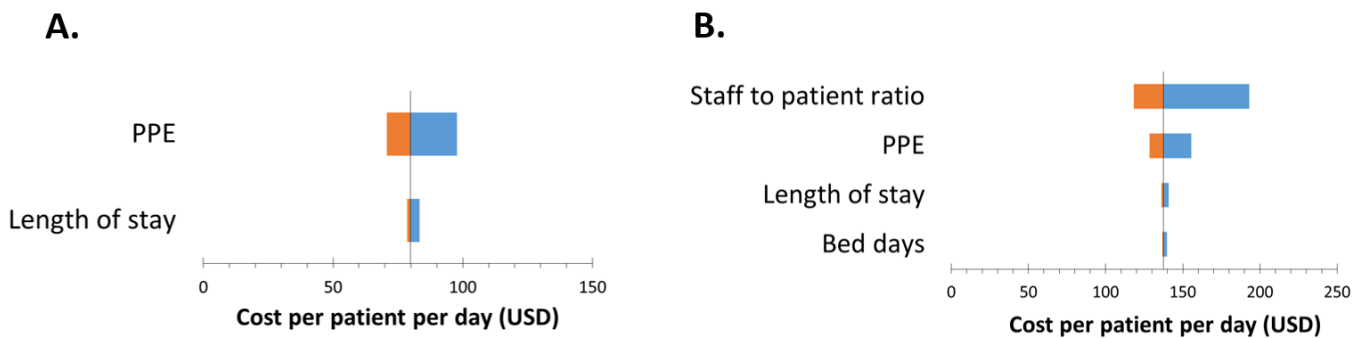 A.
PPE
Length of stay
0 50 100 150
Cost per patient per day (USD)
B.
Staff to patient ratio
PPE
Length of stay
Bed days
0 50 100 150 200 250
Cost per patient per day (USD)